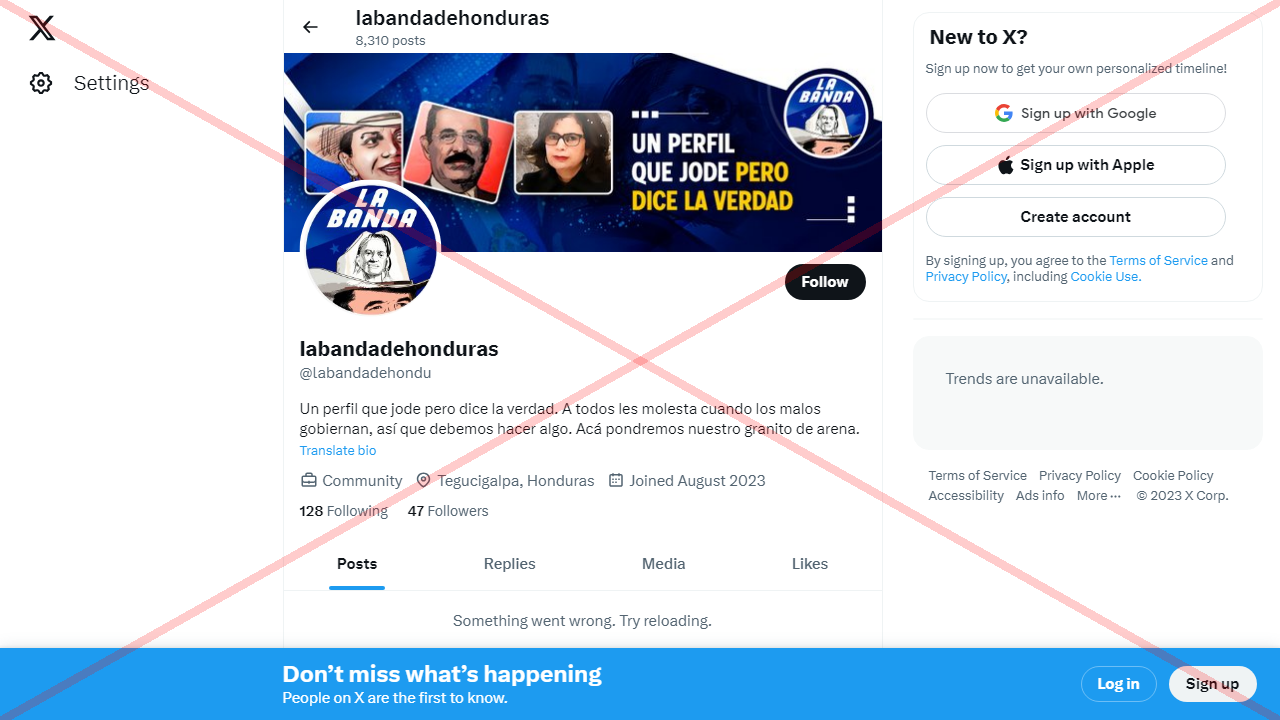 labandadehonduras
8,310 posts
Settings
LA
BANDA
UN PERFIL
QUE JODE PERO
DICE LA VERDAD
LA
BANDA
Follow
labandadehonduras
@labandadehondu
Un perfil que jode pero dice la verdad. A todos les molesta cuando los malos
gobiernan, así que debemos hacer algo. Acá pondremos nuestro granito de arena.
Translate bio
Community Tegucigalpa, Honduras Joined August 2023
128 Following 47 Followers
Posts Replies Media Likes
Something went wrong. Try reloading.
New to X?
Sign up now to get your own personalized timeline!
Sign up with Google
Sign up with Apple
Create account
By signing up, you agree to the Terms of Service and
Privacy Policy, including Cookie Use.
Trends are unavailable.
Terms of Service Privacy Policy Cookie Policy
Accessibility Ads info More ··· © 2023 X Corp.
Don’t miss what’s happening
People on X are the first to know.
Log in Sign up